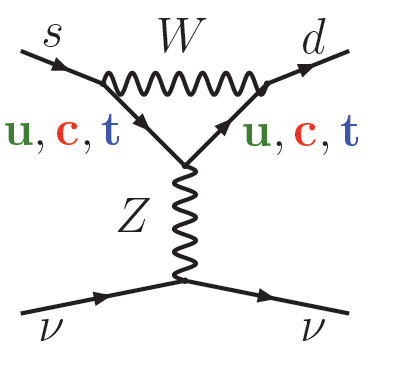 s W d
u, c, t u, c, t
Z
ν ν